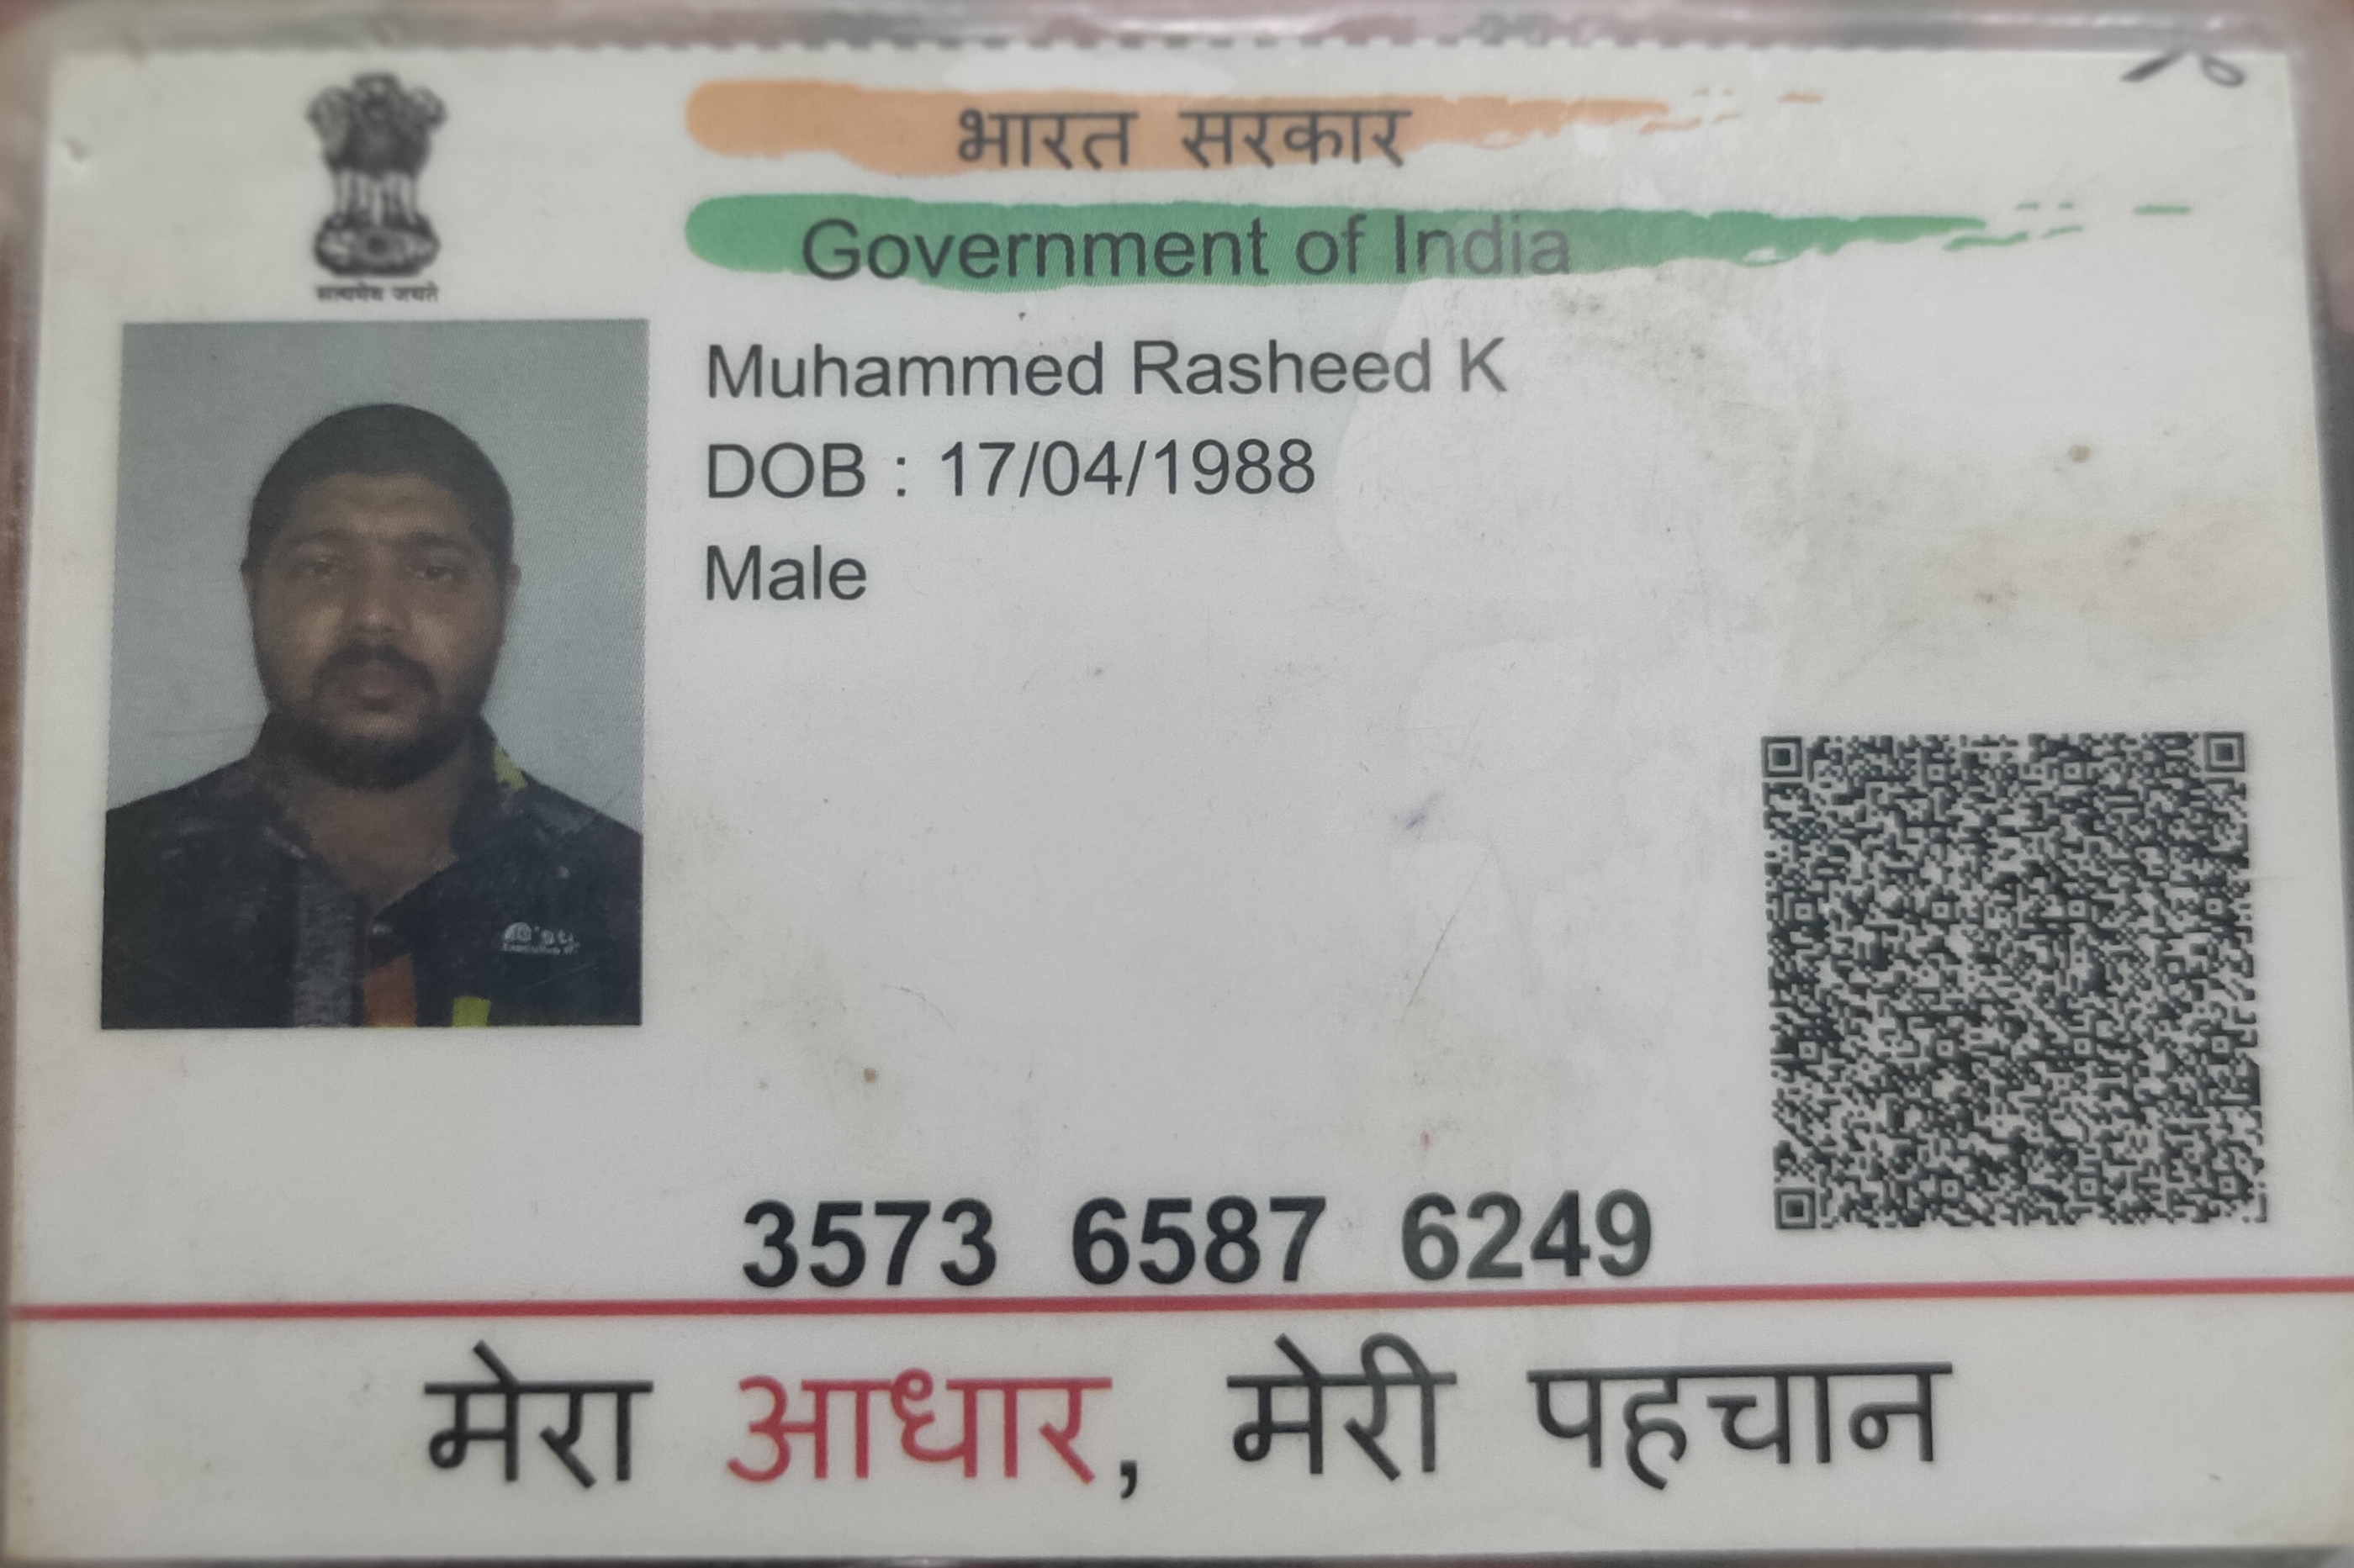 भारत सरकार
Government of India
सत्यमेव जयते
Muhammed Rasheed K
DOB : 17/04/1988
Male
3573 6587 6249
मेरा आधार, मेरी पहचान